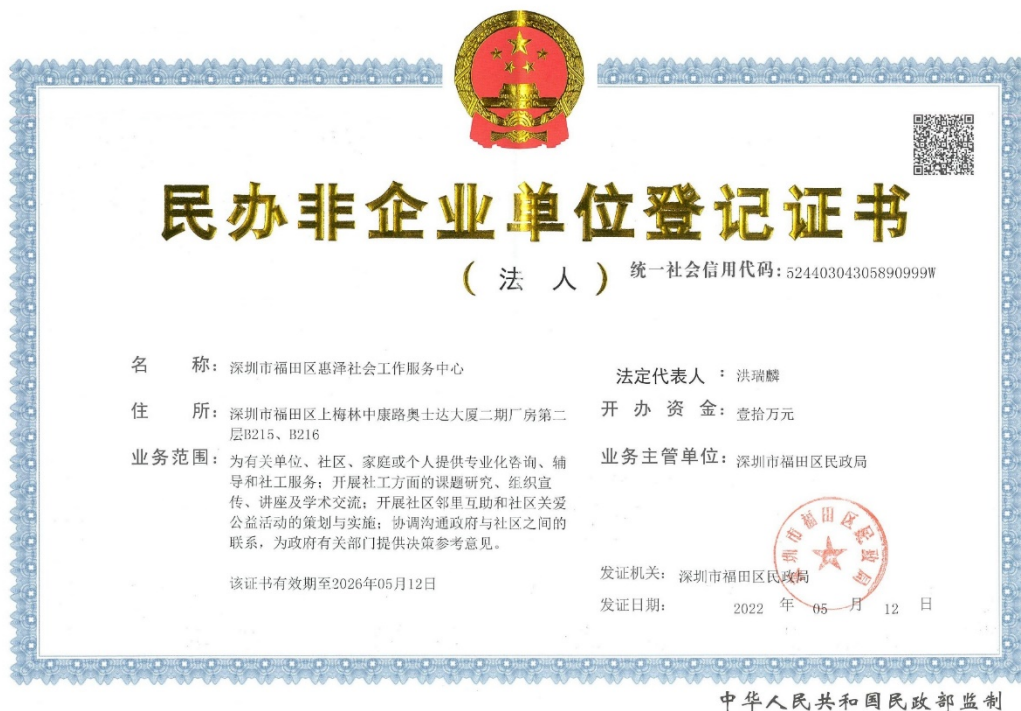 民办非企业单位登记证书
(法人)
统一社会信用代码:52440304305890999W
名 称:深圳市福田区惠泽社会工作服务中心
住 所:深圳市福田区上梅林中康路奥士达大厦二期厂房第二
层B215、B216
业务范围:为有关单位、社区、家庭或个人提供专业化咨询、辅
导和社工服务;开展社工方面的课题研究、组织宣
传、讲座及学术交流;开展社区邻里互助和社区关爱
公益活动的策划与实施;协调沟通政府与社区之间的
联系,为政府有关部门提供决策参考意见。
该证书有效期至2026年05月12日
法定代表人:洪瑞麟
开办资金:壹拾万元
业务主管单位:深圳市福田区民政局
深圳市福田区民政局
发证机关:深圳市福田区民政局
发证日期: 2022 年 05 月 12 日
中华人民共和国民政部监制